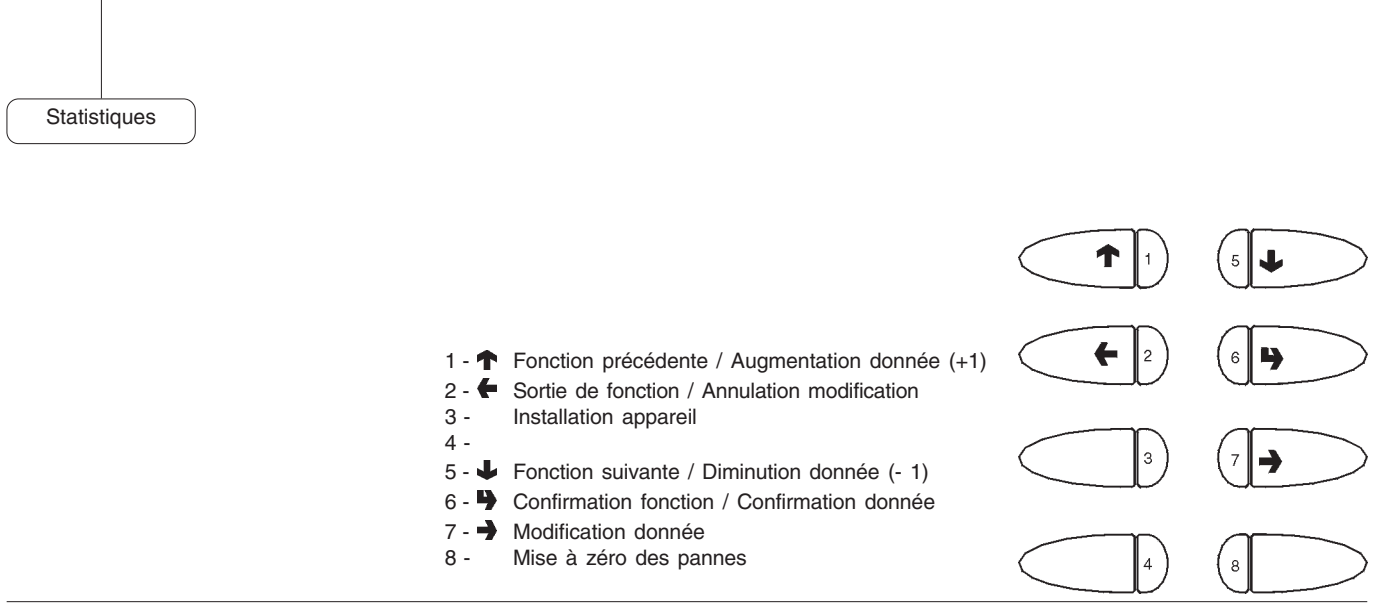 Statistiques
1 - ↑ Fonction précédente / Augmentation donnée (+1)
2 - ← Sortie de fonction / Annulation modification
3 - Installation appareil
4 -
5 - ↓ Fonction suivante / Diminution donnée (- 1)
6 - ↳ Confirmation fonction / Confirmation donnée
7 - → Modification donnée
8 - Mise à zéro des pannes
↑ 1 5 ↓
← 2 6 ↳
3 7 →
4 8